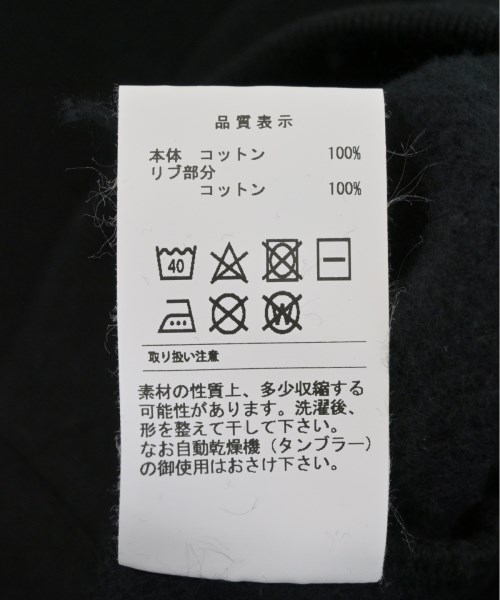 品質表示
本体 コットン 100%
リブ部分
コットン 100%
40
W
取り扱い注意
素材の性質上、多少収縮する
可能性があります。洗濯後、
形を整えて干して下さい。
なお自動乾燥機（タンブラー）
の御使用はおさけ下さい。